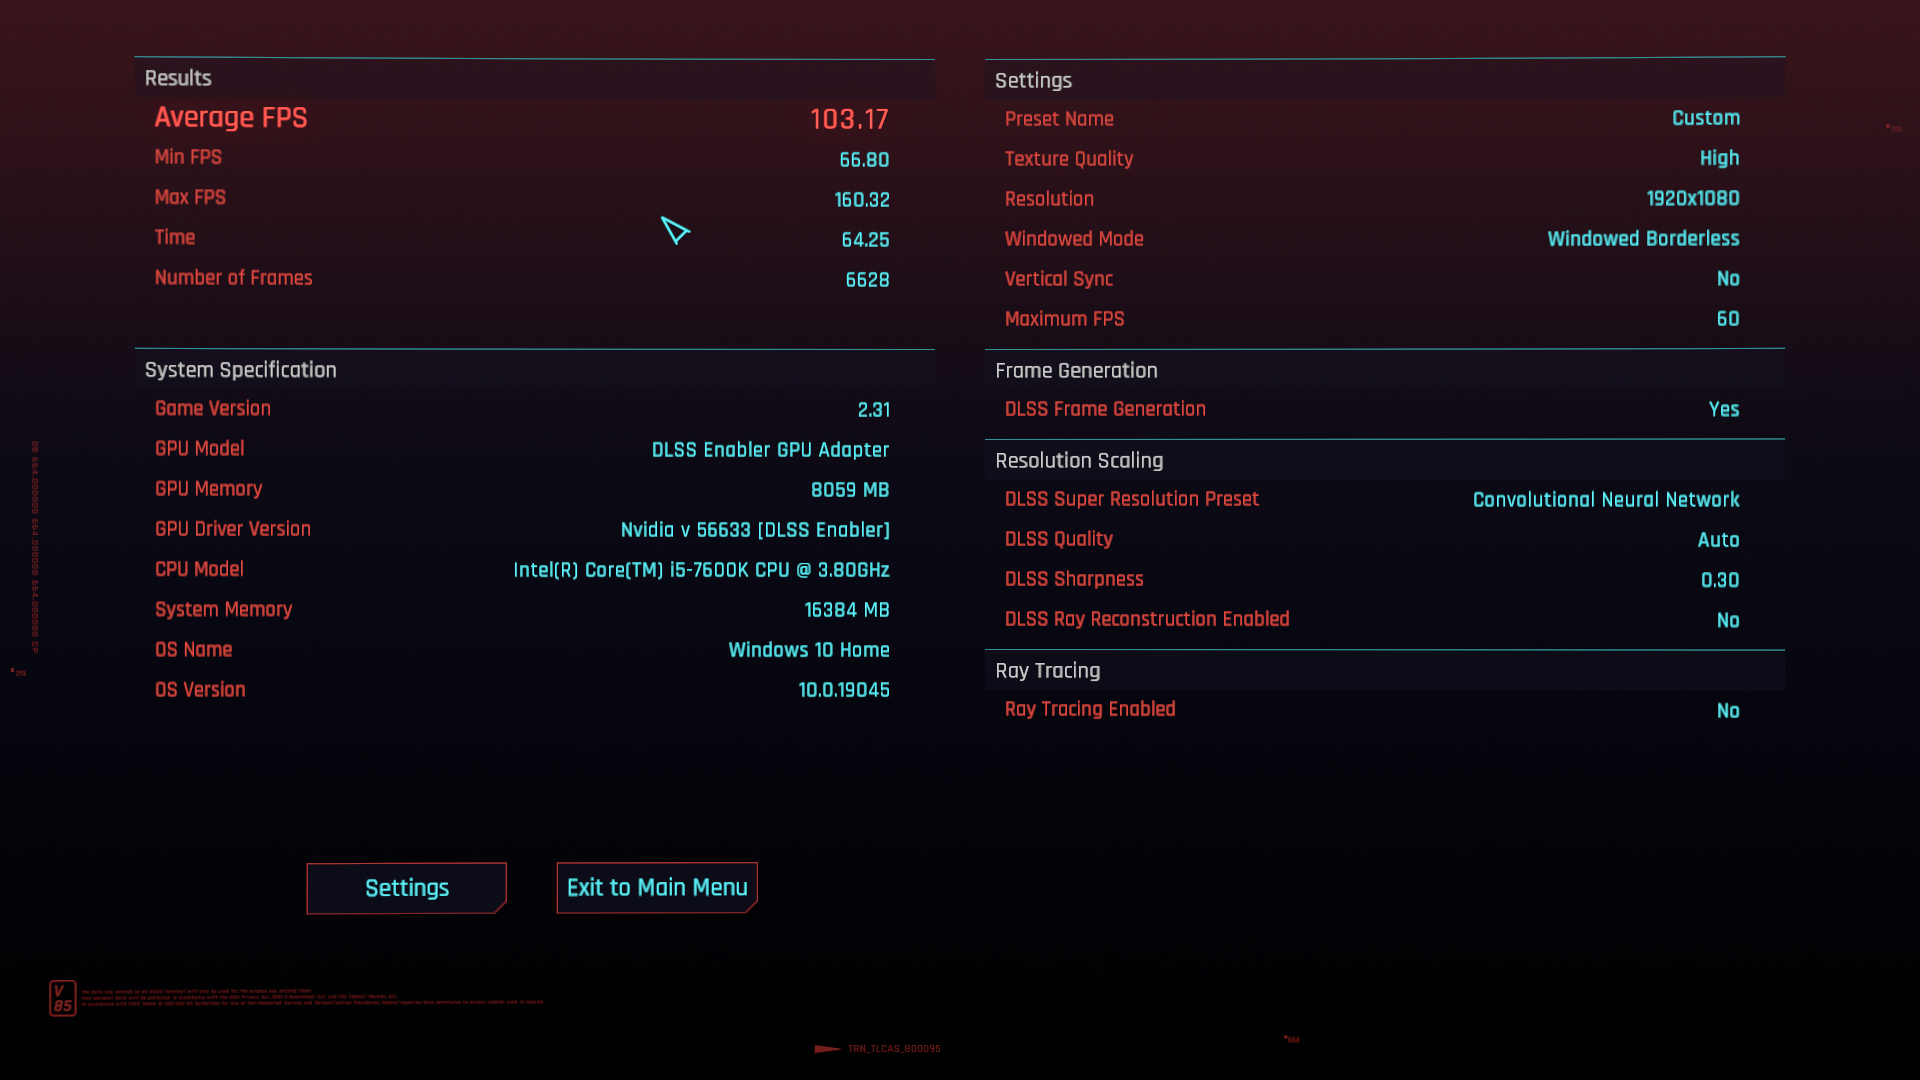 Results
Average FPS 103.17
Min FPS 66.80
Max FPS 160.32
Time 64.25
Number of Frames 6628
System Specification
Game Version 2.31
GPU Model DLSS Enabler GPU Adapter
GPU Memory 8059 MB
GPU Driver Version Nvidia v 56633 [DLSS Enabler]
CPU Model Intel(R) Core(TM) i5-7600K CPU @ 3.80GHz
System Memory 16384 MB
OS Name Windows 10 Home
OS Version 10.0.19045
Settings
Preset Name Custom
Texture Quality High
Resolution 1920x1080
Windowed Mode Windowed Borderless
Vertical Sync No
Maximum FPS 60
Frame Generation
DLSS Frame Generation Yes
Resolution Scaling
DLSS Super Resolution Preset Convolutional Neural Network
DLSS Quality Auto
DLSS Sharpness 0.30
DLSS Ray Reconstruction Enabled No
Ray Tracing
Ray Tracing Enabled No
Settings
Exit to Main Menu
V
85
TRN_TLCAS_800095